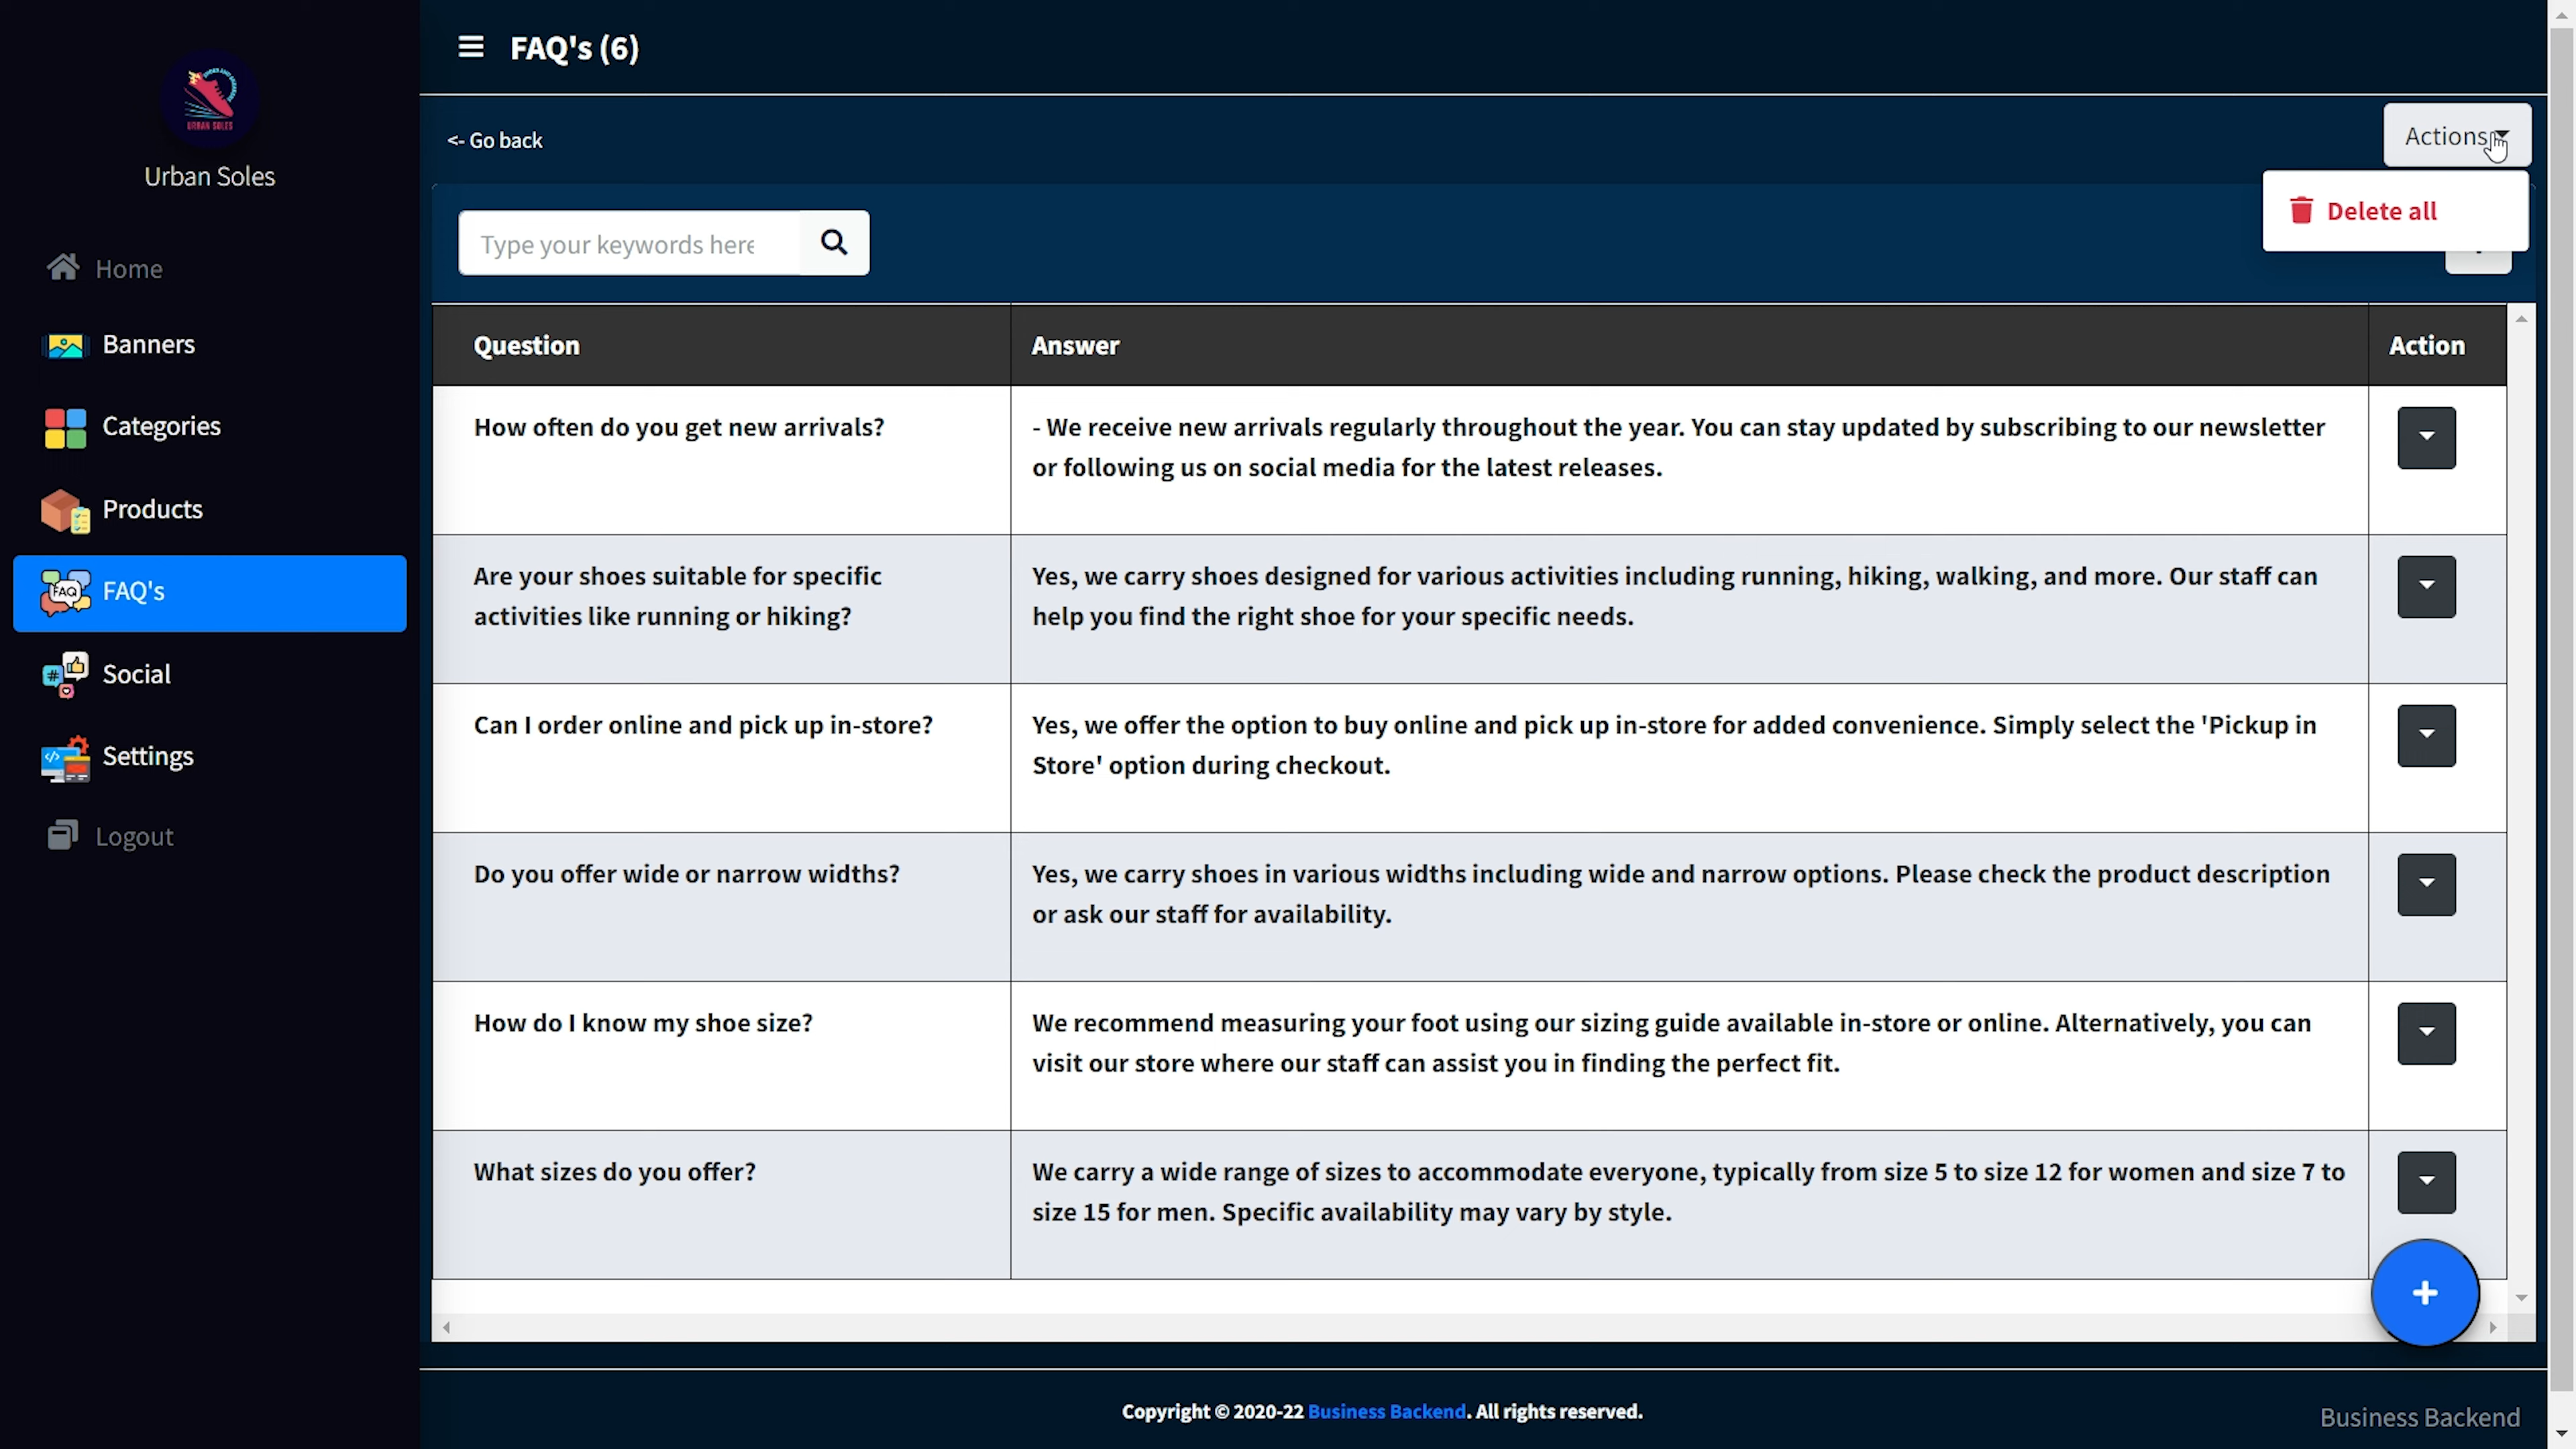 FAQ's (6)
URBAN SOLES
Urban Soles
Home
Banners
Categories
Products
FAQ
FAQ's
Social
Settings
Logout
<- Go back
Actions
Delete all
Type your keywords here
Question
Answer
Action
How often do you get new arrivals?
- We receive new arrivals regularly throughout the year. You can stay updated by subscribing to our newsletter
or following us on social media for the latest releases.
Are your shoes suitable for specific
activities like running or hiking?
Yes, we carry shoes designed for various activities including running, hiking, walking, and more. Our staff can
help you find the right shoe for your specific needs.
Can I order online and pick up in-store?
Yes, we offer the option to buy online and pick up in-store for added convenience. Simply select the 'Pickup in
Store' option during checkout.
Do you offer wide or narrow widths?
Yes, we carry shoes in various widths including wide and narrow options. Please check the product description
or ask our staff for availability.
How do I know my shoe size?
We recommend measuring your foot using our sizing guide available in-store or online. Alternatively, you can
visit our store where our staff can assist you in finding the perfect fit.
What sizes do you offer?
We carry a wide range of sizes to accommodate everyone, typically from size 5 to size 12 for women and size 7 to
size 15 for men. Specific availability may vary by style.
Copyright © 2020-22 Business Backend. All rights reserved.
Business Backend